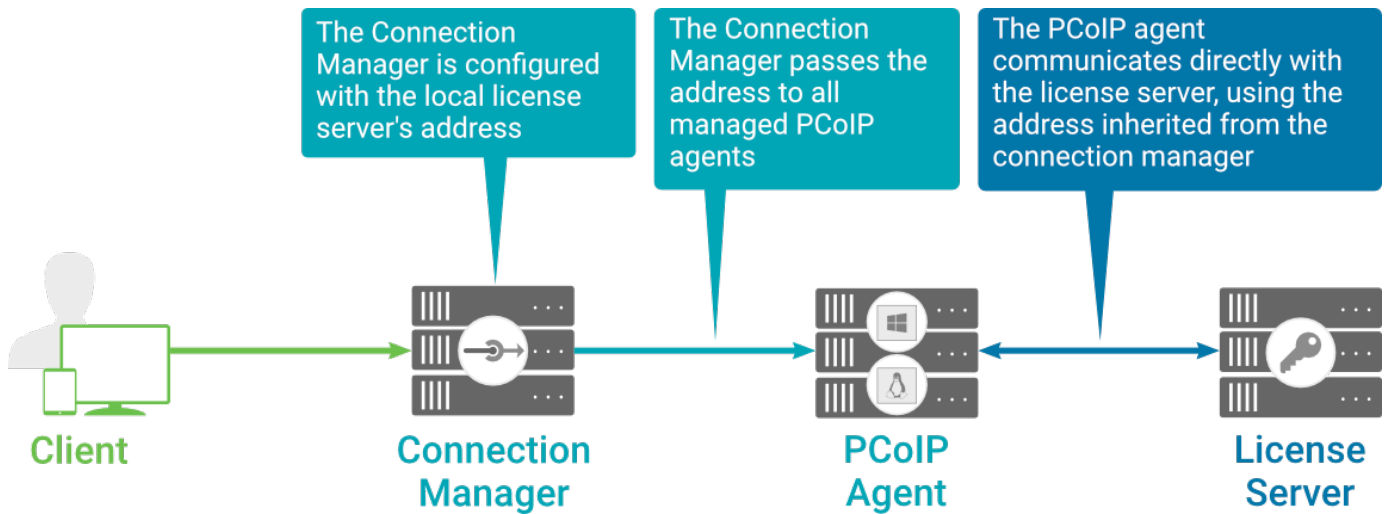 The Connection
Manager is configured
with the local license
server's address
The Connection
Manager passes the
address to all
managed PCoIP
agents
The PCoIP agent
communicates directly with
the license server, using the
address inherited from the
connection manager
Client
Connection
Manager
PCoIP
Agent
License
Server